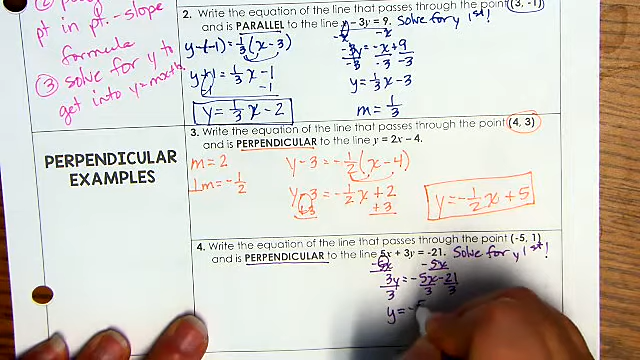 pt in pt.-slope
formula
③ solve for y to
get into y=mx+b.
2. Write the equation of the line that passes through the point (3, -1)
and is PARALLEL to the line x - 3y = 9. Solve for y 1st!
-x -x
y-(-1) = 1/3(x-3)
-3y = -x+9
-3 -3 -3
y+1 = 1/3x-1
-1 -1
y = 1/3x-3
y = 1/3x-2
m = 1/3
PERPENDICULAR
EXAMPLES
3. Write the equation of the line that passes through the point (4, 3)
and is PERPENDICULAR to the line y = 2x - 4.
m = 2
⊥m = -1/2
y-3 = -1/2(x-4)
y-3 = -1/2x+2
+3 +3
y = -1/2x+5
4. Write the equation of the line that passes through the point (-5, 1)
and is PERPENDICULAR to the line 5x + 3y = -21. Solve for y 1st!
-5x -5x
3y = -5x-21
3 3 3
y = -5